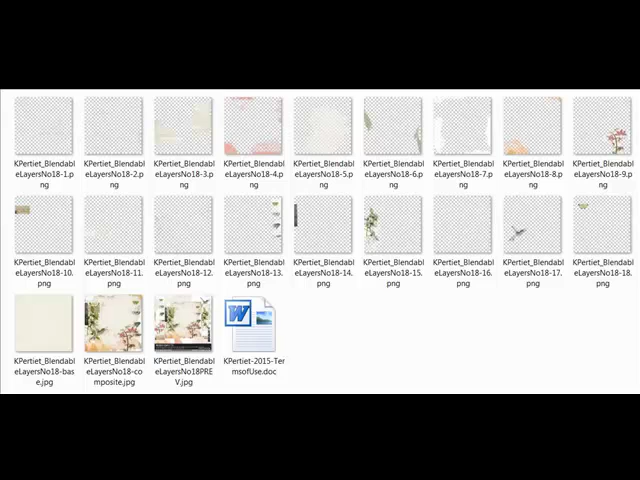 KPertiet_Blendabl KPertiet_Blendabl KPertiet_Blendabl KPertiet_Blendabl KPertiet_Blendabl KPertiet_Blendabl KPertiet_Blendabl KPertiet_Blendabl KPertiet_Blendabl
eLayersNo18-1.p eLayersNo18-2.p eLayersNo18-3.p eLayersNo18-4.p eLayersNo18-5.p eLayersNo18-6.p eLayersNo18-7.p eLayersNo18-8.p eLayersNo18-9.p
ng ng ng ng ng ng ng ng ng
KPertiet_Blendabl KPertiet_Blendabl KPertiet_Blendabl KPertiet_Blendabl KPertiet_Blendabl KPertiet_Blendabl KPertiet_Blendabl KPertiet_Blendabl KPertiet_Blendabl
eLayersNo18-10. eLayersNo18-11. eLayersNo18-12. eLayersNo18-13. eLayersNo18-14. eLayersNo18-15. eLayersNo18-16. eLayersNo18-17. eLayersNo18-18.
png png png png png png png png png
KPertiet_Blendabl KPertiet_Blendabl KPertiet_Blendabl KPertiet-2015-Ter
eLayersNo18-bas eLayersNo18-co eLayersNo18PRE msofUse.doc
e.jpg mposite.jpg V.jpg